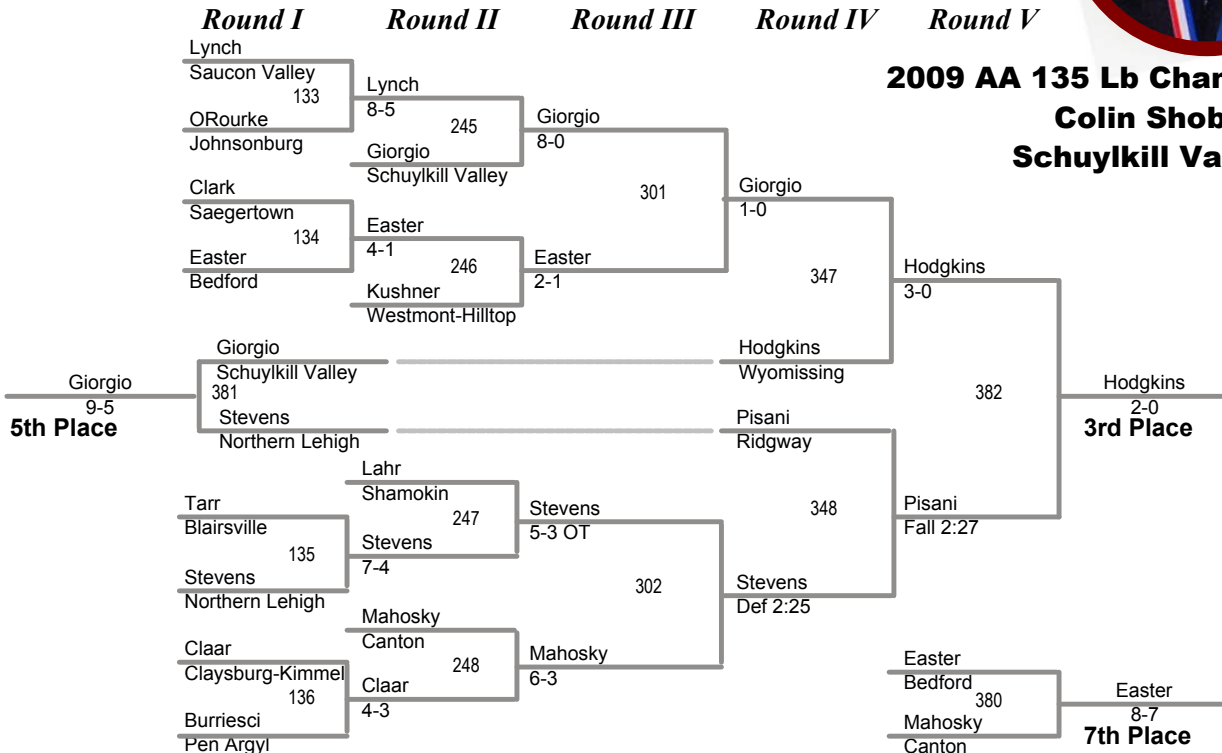 Round I Round II Round III Round IV Round V
2009 AA 135 Lb
Colin
Schuylkill
Lynch
Saucon Valley
133
ORourke
Johnsonburg
Lynch
8-5
245
Giorgio
Schuylkill Valley
Giorgio
8-0
Clark
Saegertown
134
Easter
Bedford
Easter
4-1
246
Kushner
Westmont-Hilltop
Easter
2-1
301
Giorgio
1-0
347
Hodgkins
Wyomissing
Hodgkins
3-0
Giorgio
Schuylkill Valley
381
Stevens
Northern Lehigh
Giorgio
9-5
5th Place
Pisani
Ridgway
348
Stevens
Def 2:25
Pisani
Fall 2:27
382
Hodgkins
2-0
3rd Place
Lahr
Shamokin
247
Stevens
7-4
Stevens
5-3 OT
Tarr
Blairsville
135
Stevens
Northern Lehigh
302
Mahosky
Canton
248
Claar
4-3
Mahosky
6-3
Claar
Claysburg-Kimmel
136
Burriesci
Pen Argyl
Easter
Bedford
380
Mahosky
Canton
Easter
8-7
7th Place